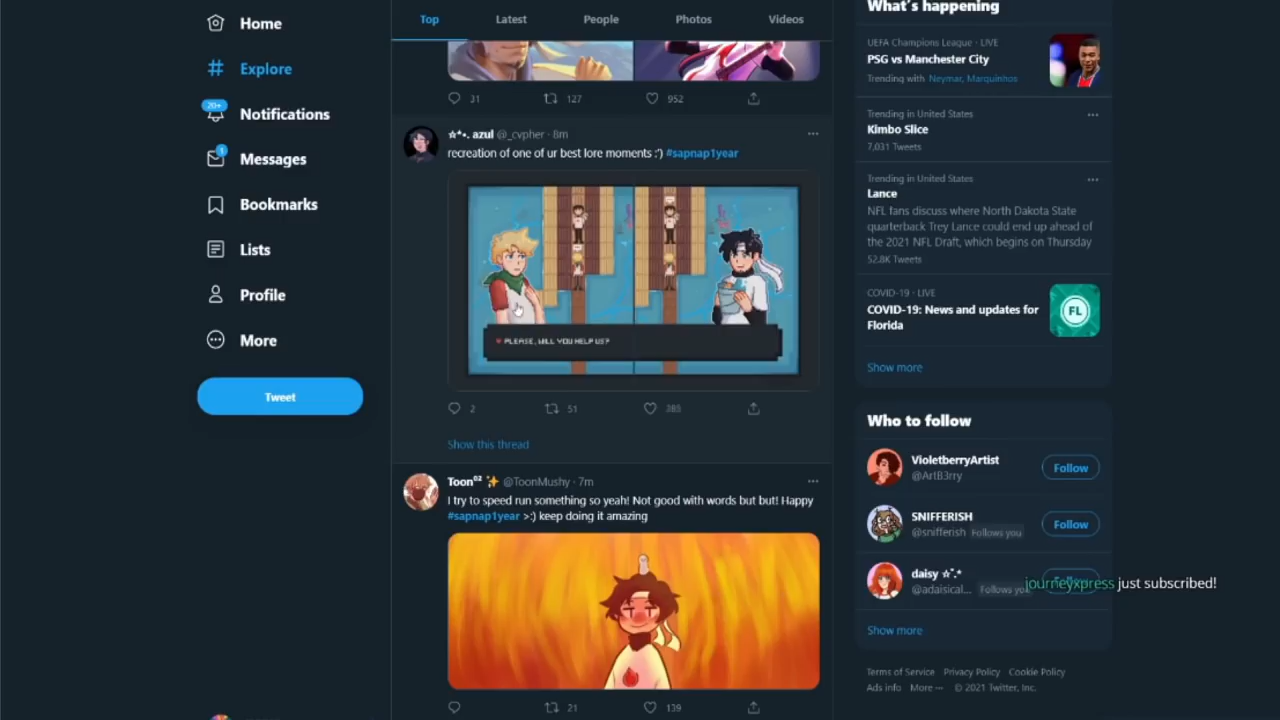 Home
Explore
20+
Notifications
1
Messages
Bookmarks
Lists
Profile
More
Tweet
Top
Latest
People
Photos
Videos
31
127
952
azul @_cvpher · 8m
recreation of one of ur best lore moments :') #sapnap1year
PLEASE, WILL YOU HELP US?
2
51
385
Show this thread
Toon⁰² ✨ @ToonMushy · 7m
I try to speed run something so yeah! Not good with words but but! Happy
#sapnap1year >:) keep doing it amazing
21
139
What's happening
UEFA Champions League · LIVE
PSG vs Manchester City
Trending with Neymar, Marquinhos
Trending in United States
Kimbo Slice
7,031 Tweets
Trending in United States
Lance
NFL fans discuss where North Dakota State
quarterback Trey Lance could end up ahead of
the 2021 NFL Draft, which begins on Thursday
52.8K Tweets
COVID-19 · LIVE
COVID-19: News and updates for
Florida
FL
Show more
Who to follow
VioletberryArtist
@ArtB3rry
Follow
SNIFFERISH
@snifferish Follows you
Follow
daisy ☆˚.*
@adaisical... Follows you
journeyxpress just subscribed!
Show more
Terms of Service Privacy Policy Cookie Policy
Ads info More ··· © 2021 Twitter, Inc.